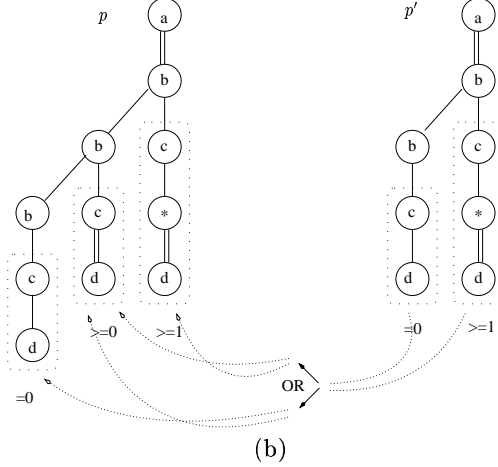 p a p′ a
b b
b c b c
b c * c *
c d d d d
d
>=0 >=1 =0 >=1
OR
=0
(b)